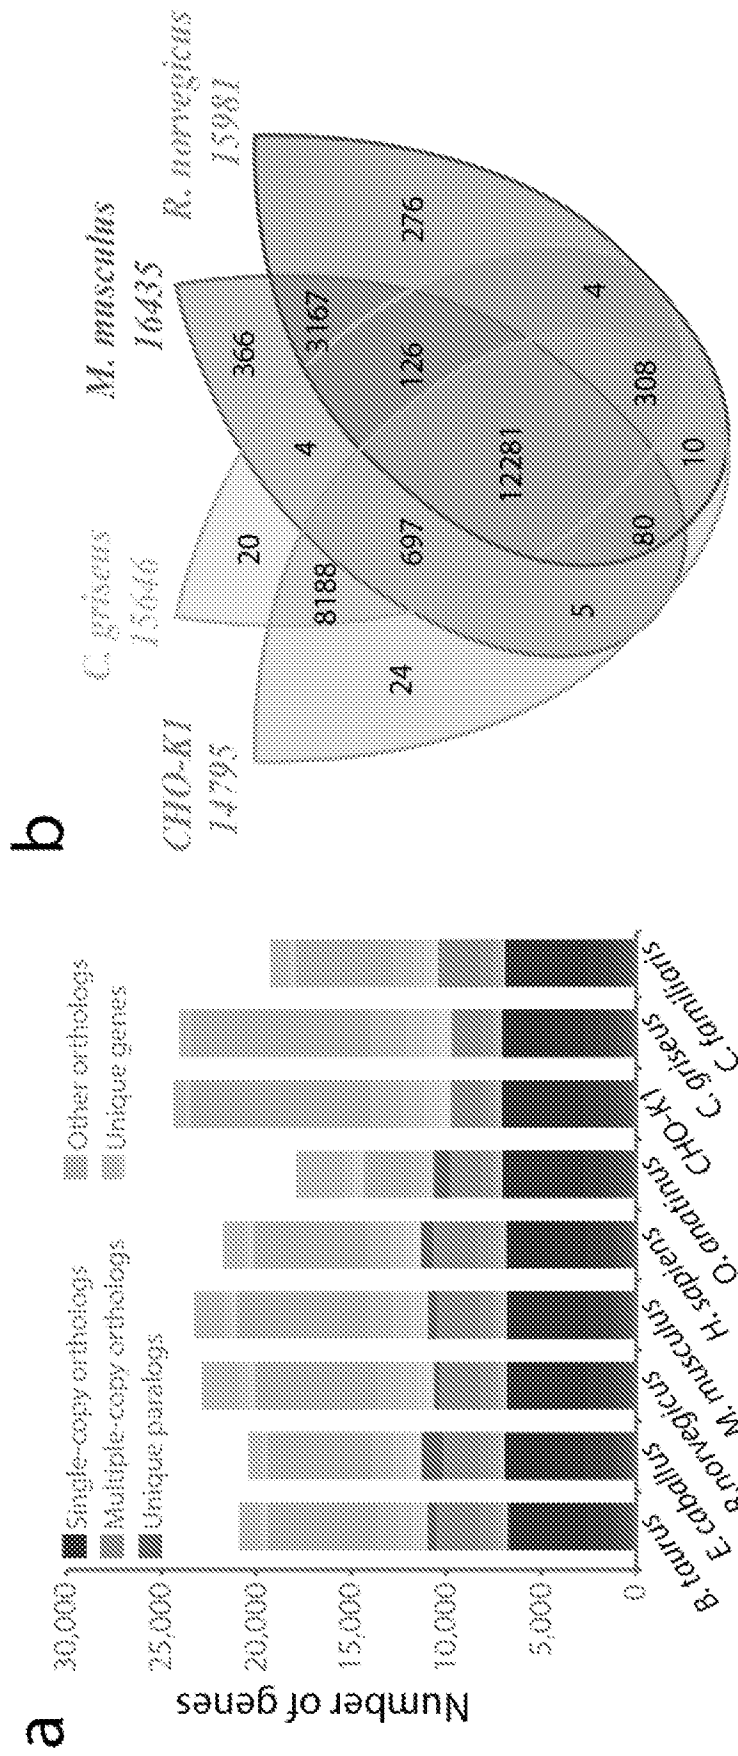 a
Single-copy orthologs
Multiple-copy orthologs
Unique paralogs
Other orthologs
Unique genes
Number of genes
30,000
25,000
20,000
15,000
10,000
5,000
0
B. taurus
E. caballus
R.norvegicus
M. musculus
H. sapiens
O. anatinus
CHO-K1
C. griseus
C. familiaris
b
CHO-K1
14795
C. griseus
15646
M. musculus
16435
R. norvegicus
15981
24
20
366
276
8188
4
3167
697
126
12281
4
5
80
10
308